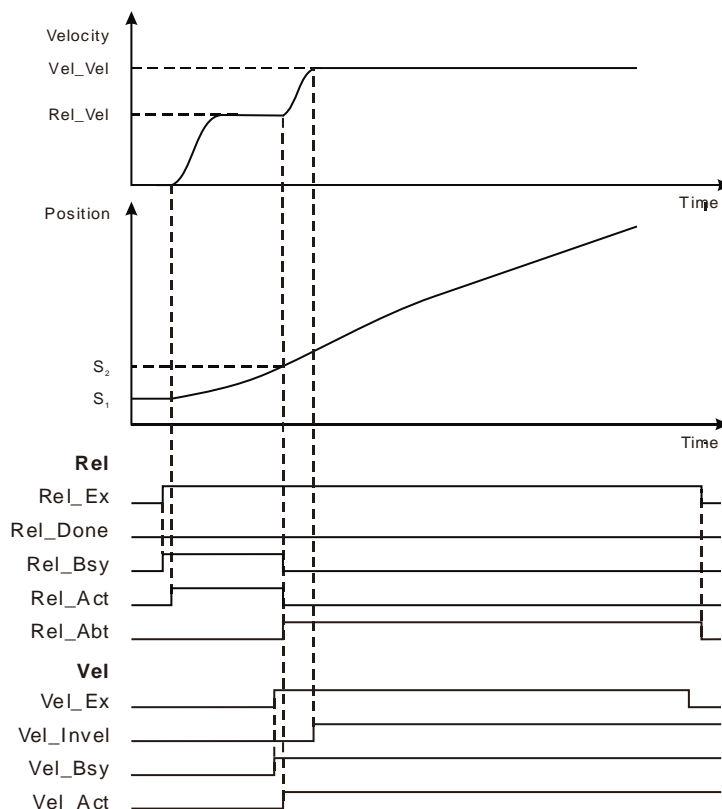 Velocity
Vel_Vel
Rel_Vel
Time
Position
S2
S1
Time
Rel
Rel_Ex
Rel_Done
Rel_Bsy
Rel_Act
Rel_Abt
Vel
Vel_Ex
Vel_Invel
Vel_Bsy
Vel_Act